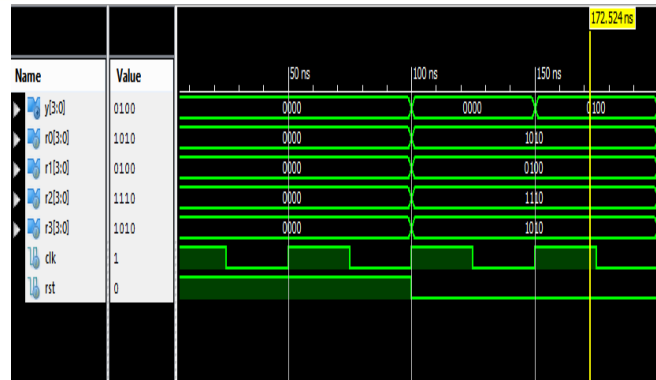 172.524 ns
Name Value
50 ns 100 ns 150 ns
y[3:0] 0100 0000 0000 0100
r0[3:0] 1010 0000 1010
r1[3:0] 0100 0000 0100
r2[3:0] 1110 0000 1110
r3[3:0] 1010 0000 1010
clk 1
rst 0